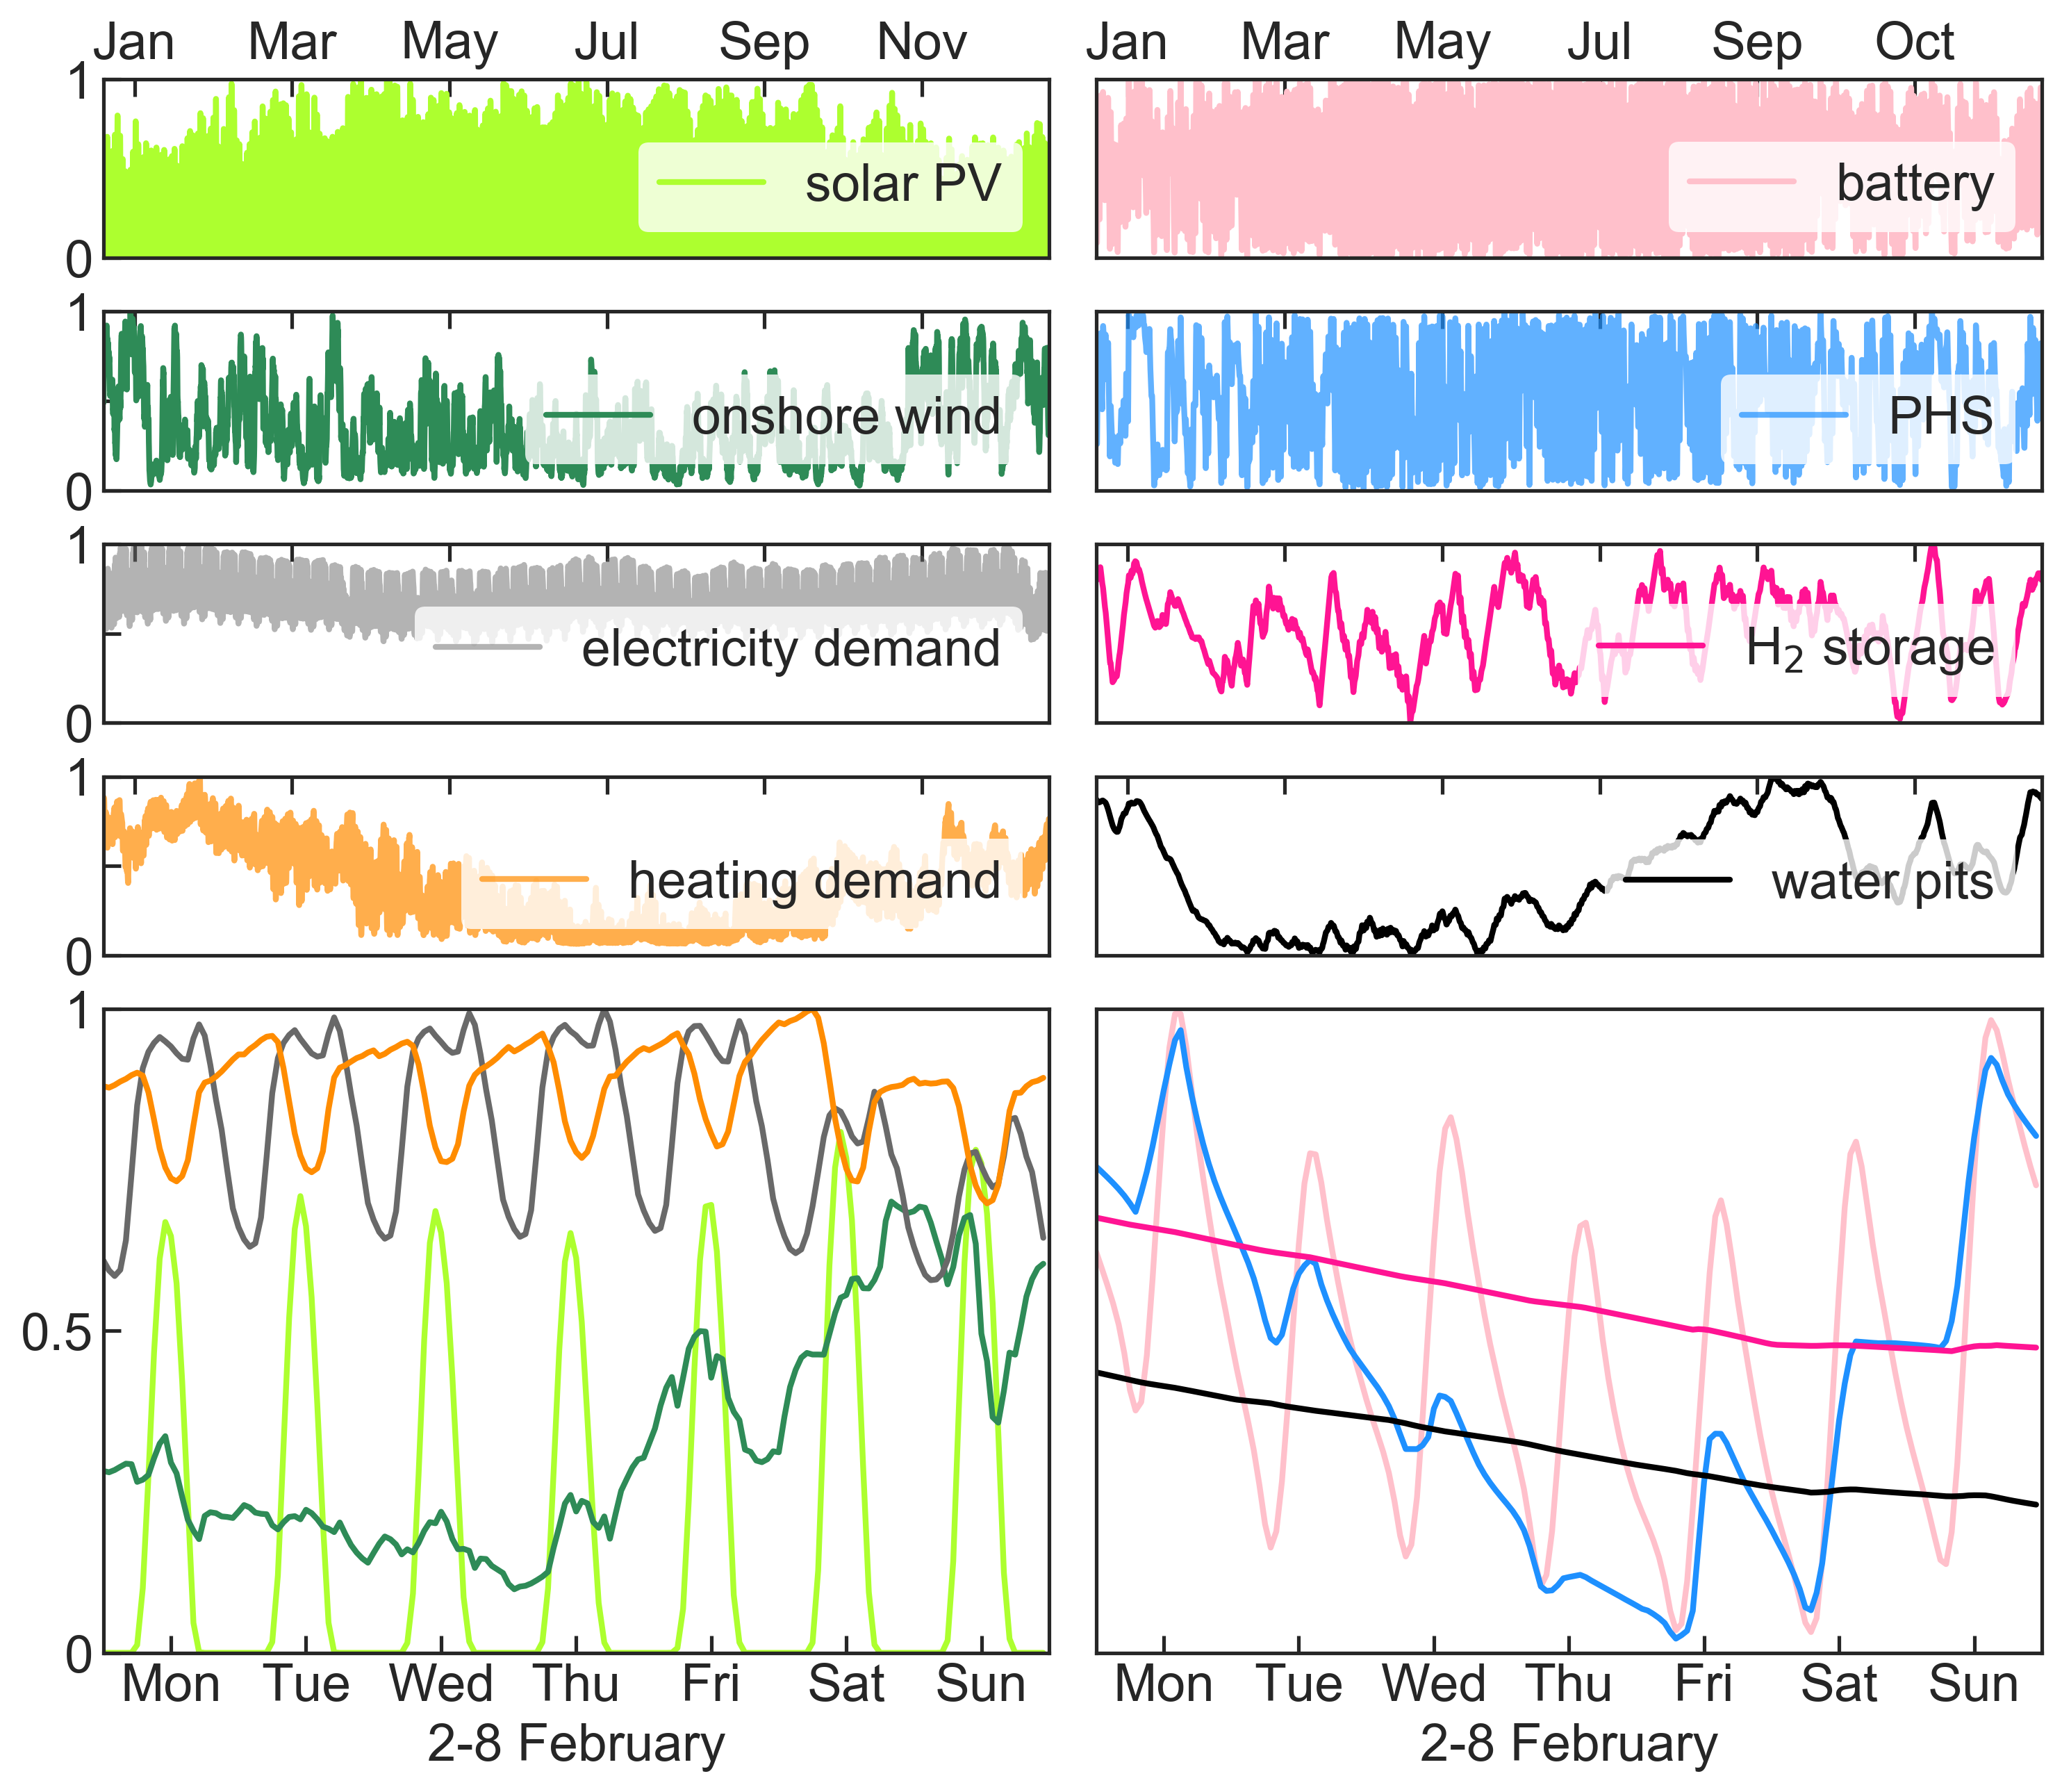 Jan Mar May Jul Sep Nov
Jan Mar May Jul Sep Oct
1
0
solar PV
battery
1
0
onshore wind
PHS
1
0
electricity demand
H₂ storage
1
0
heating demand
water pits
1
0.5
0
Mon Tue Wed Thu Fri Sat Sun
2-8 February
Mon Tue Wed Thu Fri Sat Sun
2-8 February